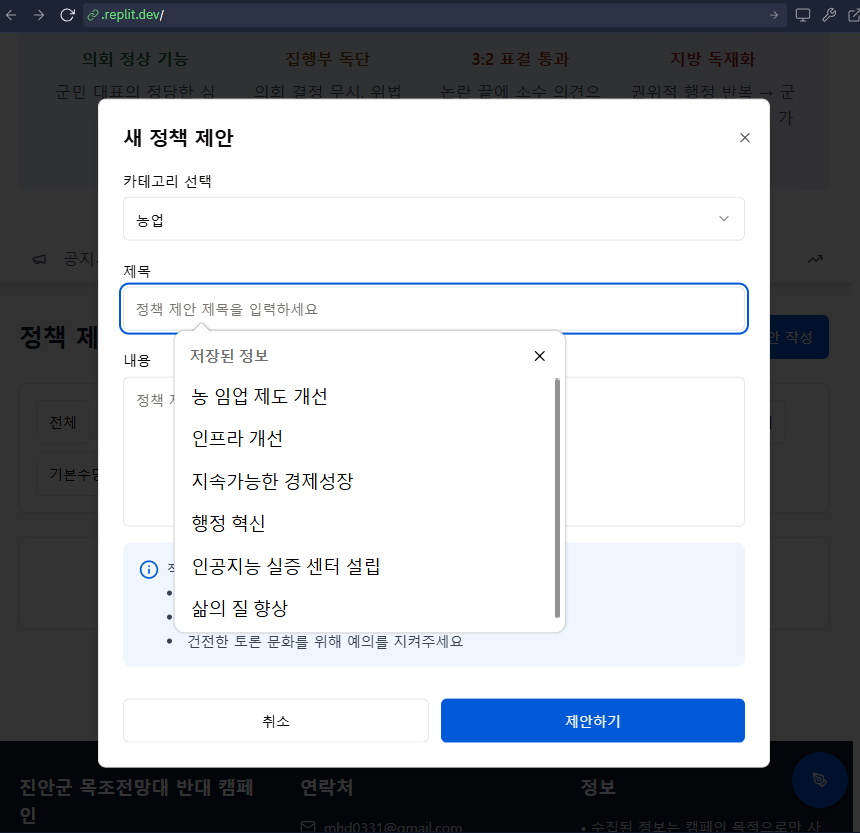 .replit.dev/
의회 정상 기능
집행부 독단
3:2 표결 통과
지방 독재화
군민 대표의 정당한 심
의회 결정 무시, 위법
논란 끝에 소수 의견으
권위적 행정 반복 → 군
가
새 정책 제안
카테고리 선택
농업
공지
제목
정책 제안 제목을 입력하세요
정책 제
안 작성
저장된 정보
내용
농 임업 제도 개선
정책
전체
인프라 개선
기본수당
지속가능한 경제성장
행정 혁신
인공지능 실증 센터 설립
삶의 질 향상
• 건전한 토론 문화를 위해 예의를 지켜주세요
취소
제안하기
진안군 목조전망대 반대 캠페
인
연락처
정보
mhd0331@gmail.com
• 수집된 정보는 캠페인 목적으로만 사